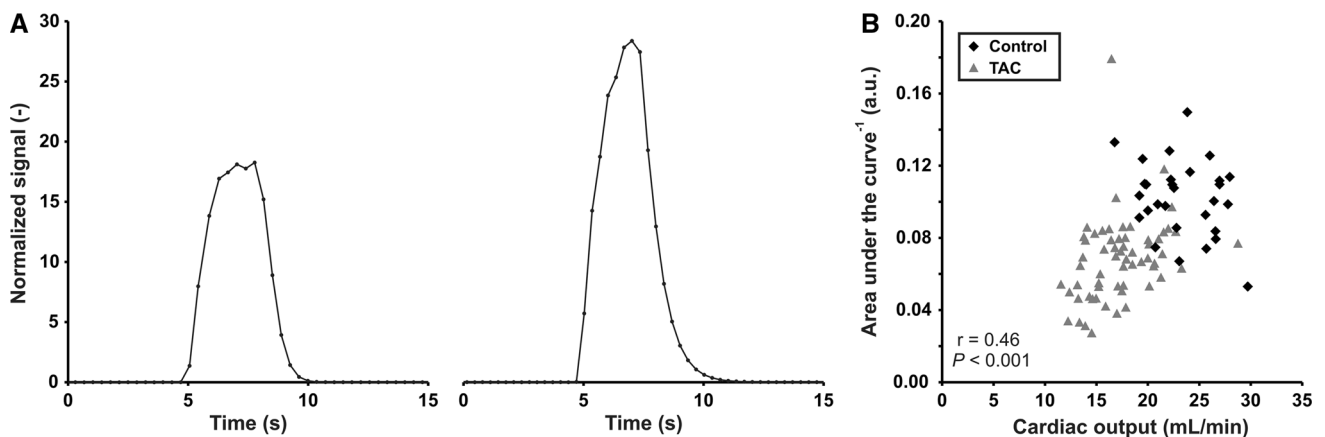 A
30
25
20
15
10
5
0
Normalized signal (-)
0 5 10 15
Time (s)
0 5 10 15
Time (s)
B
0.20
0.16
0.12
0.08
0.04
0.00
Area under the curve-1 (a.u.)
Control
TAC
r = 0.46
P < 0.001
0 5 10 15 20 25 30 35
Cardiac output (mL/min)